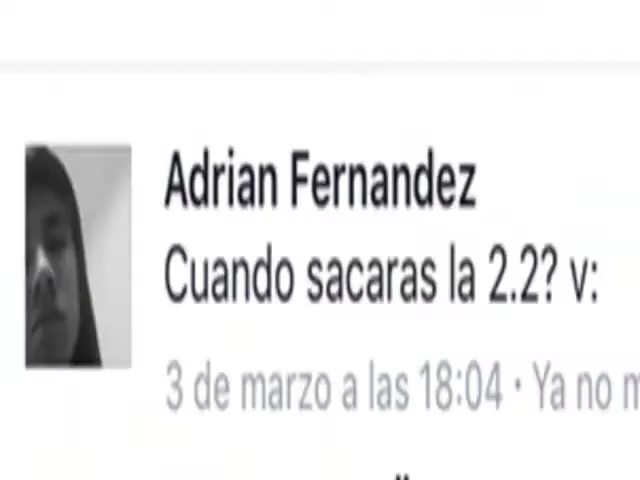 Adrian Fernandez
Cuando sacaras la 2.2? v:
3 de marzo a las 18:04 · Ya no